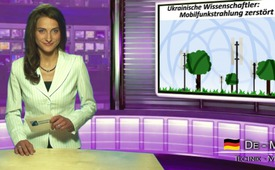 Ukrainische Wissenschaftler:
Mobilfunkstrahlung zerstört
DE - M